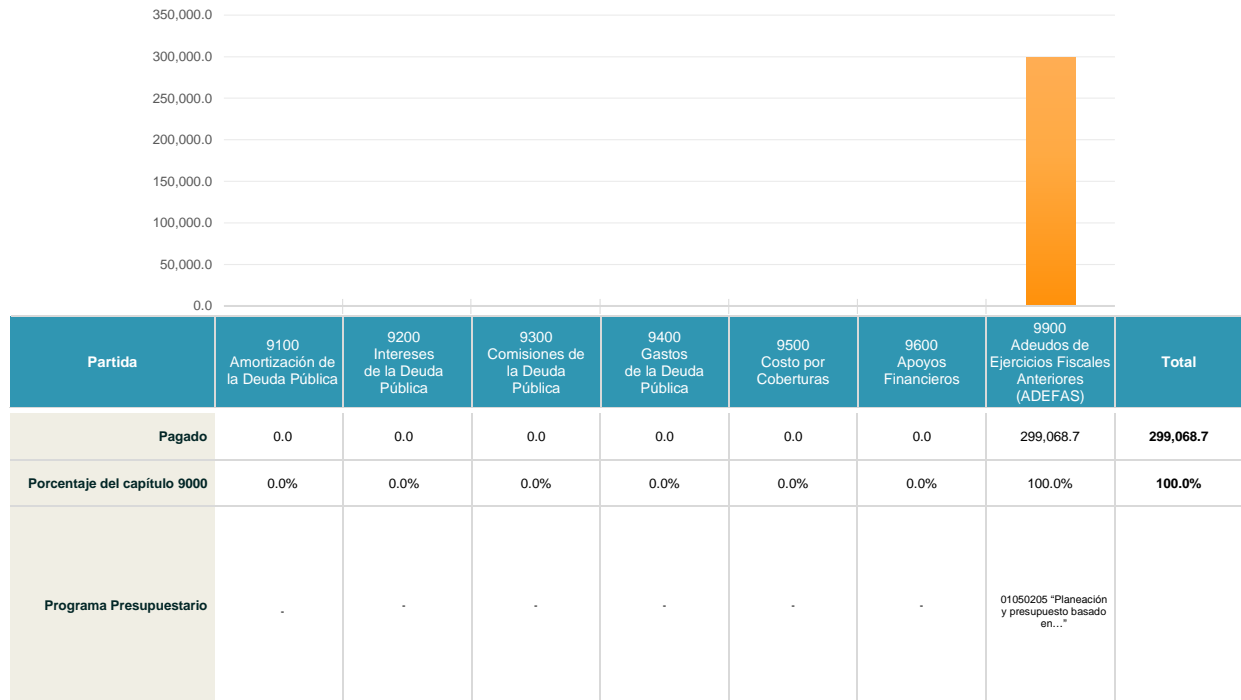 350,000.0
300,000.0
250,000.0
200,000.0
150,000.0
100,000.0
50,000.0
0.0
Partida
9100
Amortización de
la Deuda Pública
9200
Intereses
de la Deuda
Pública
9300
Comisiones de
la Deuda
Pública
9400
Gastos
de la Deuda
Pública
9500
Costo por
Coberturas
9600
Apoyos
Financieros
9900
Adeudos de
Ejercicios Fiscales
Anteriores
(ADEFAS)
Total
Pagado 0.0 0.0 0.0 0.0 0.0 0.0 299,068.7 299,068.7
Porcentaje del capítulo 9000 0.0% 0.0% 0.0% 0.0% 0.0% 0.0% 100.0% 100.0%
Programa Presupuestario - - - - - -
01050205 “Planeación
y presupuesto basado
en…”